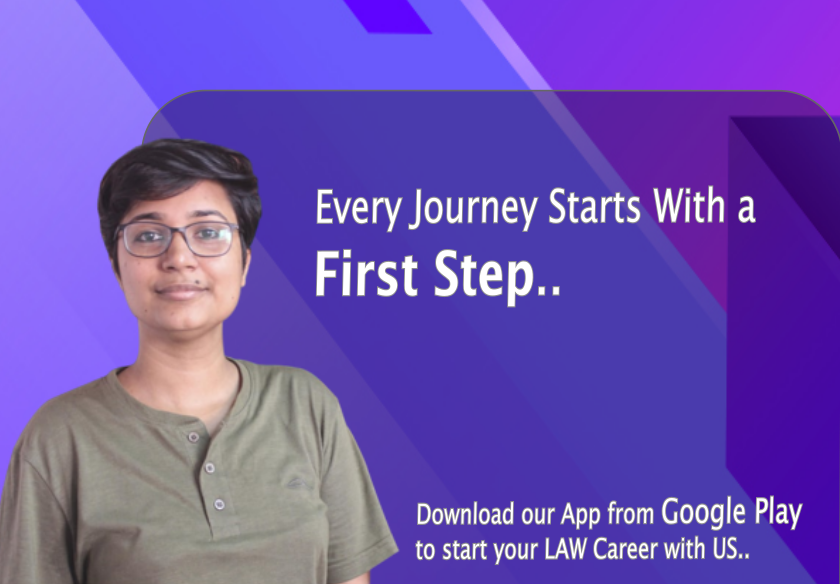 Every Journey Starts With a
First Step..
Download our App from Google Play
to start your LAW Career with US..